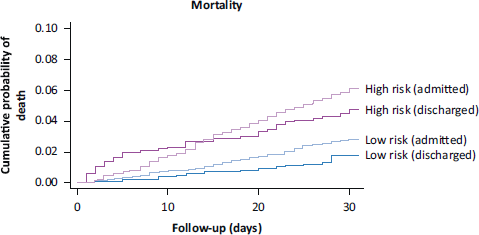 Mortality
Cumulative probability of
death
0.10
0.08
0.06
0.04
0.02
0.00
High risk (admitted)
High risk (discharged)
Low risk (admitted)
Low risk (discharged)
0 10 20 30
Follow-up (days)